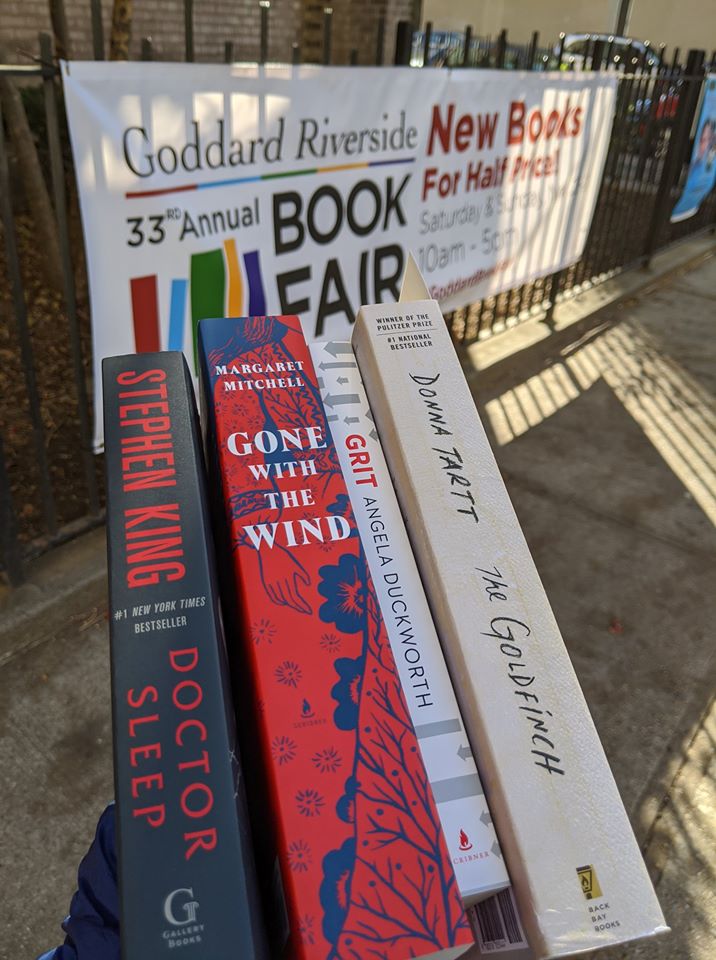 Goddard Riverside
33RD Annual
BOOK
FAIR
New Books
For Half Price!
Saturday & Sunday
10am - 5pm
STEPHEN KING
#1 NEW YORK TIMES
BESTSELLER
DOCTOR
SLEEP
G
GALLERY
BOOKS
MARGARET
MITCHELL
GONE
WITH
THE
WIND
SCRIBNER
GRIT ANGELA DUCKWORTH
SCRIBNER
WINNER OF THE
PULITZER PRIZE
#1 NATIONAL
BESTSELLER
DONNA TARTT
The GOLDFINCH
BACK
BAY
BOOKS